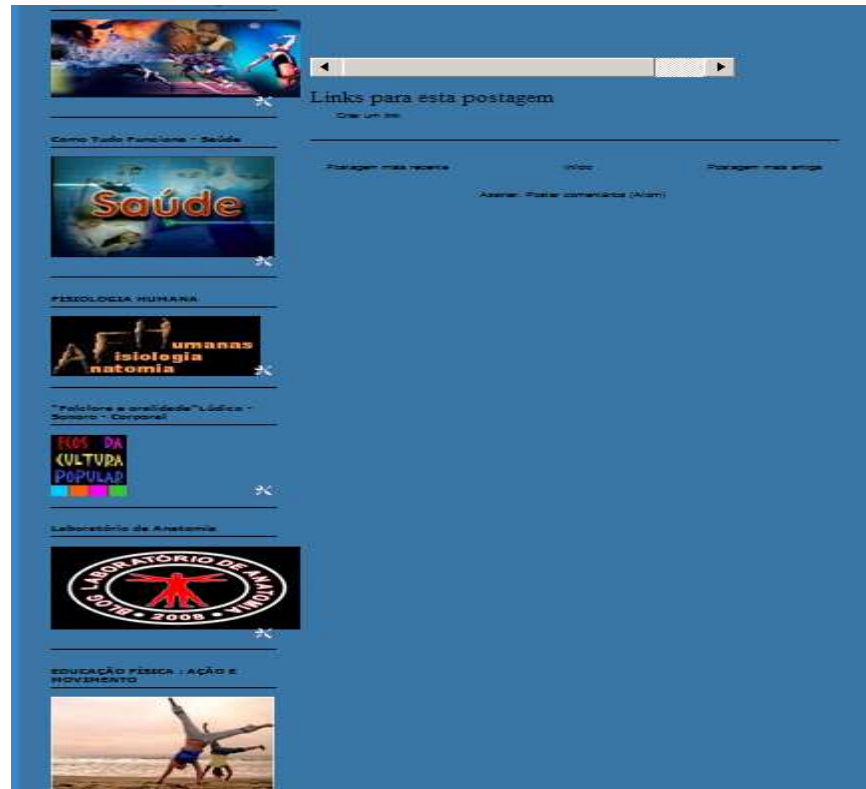 Links para esta postagem
Criar um link
Postagem mais recente
Início
Postagem mais antiga
Assinar: Postar comentários (Atom)
Como Tudo Funciona - Saúde
Saúde
FISIOLOGIA HUMANA
AFHumanas
isiologia
natomia
"Folclore e oralidade"Lúdico -
Sonoro - Corporal
ECOS DA
CULTURA
POPULAR
Laboratório de Anatomia
BLOG LABORATÓRIO DE ANATOMIA
• 2008 •
EDUCAÇÃO FÍSICA : AÇÃO E
MOVIMENTO